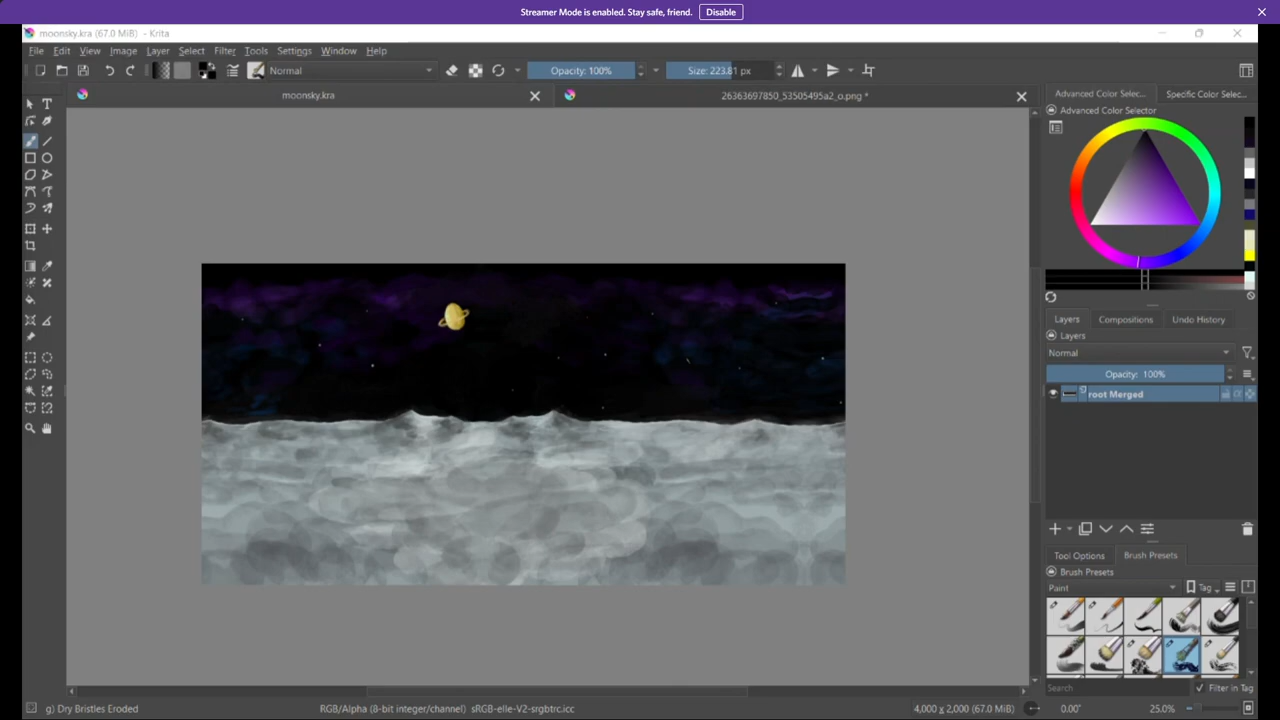 Streamer Mode is enabled. Stay safe, friend. Disable
moonsky.kra (67.0 MiB) - Krita
File Edit View Image Layer Select Filter Tools Settings Window Help
Normal Opacity: 100% Size: 223.81 px
moonsky.kra 26363697850_53505495a2_o.png *
Advanced Color Selec... Specific Color Selec...
Advanced Color Selector
Layers Compositions Undo History
Layers
Normal
Opacity: 100%
root Merged
Tool Options Brush Presets
Brush Presets
Paint Tag
Search Filter in Tag
g) Dry Bristles Eroded RGB/Alpha (8-bit integer/channel) sRGB-elle-V2-srgbtrc.icc 4,000 x 2,000 (67.0 MiB) 0.00° 25.0%